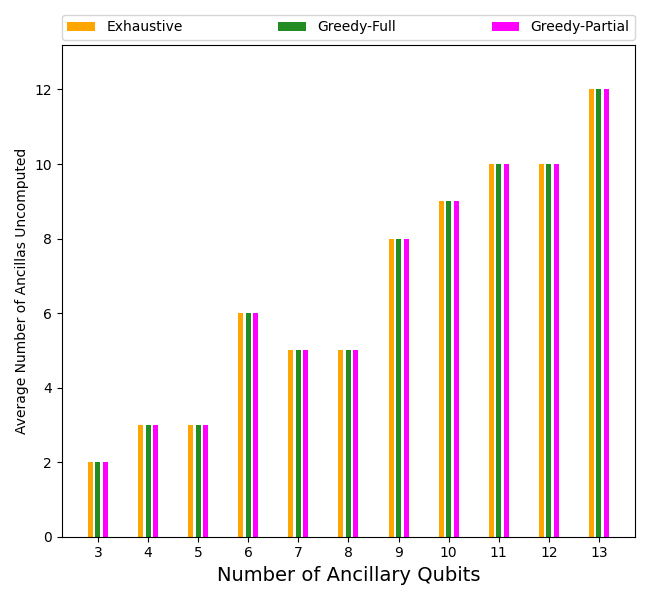 Exhaustive Greedy-Full Greedy-Partial
Average Number of Ancillas Uncomputed
12
10
8
6
4
2
0
3 4 5 6 7 8 9 10 11 12 13
Number of Ancillary Qubits